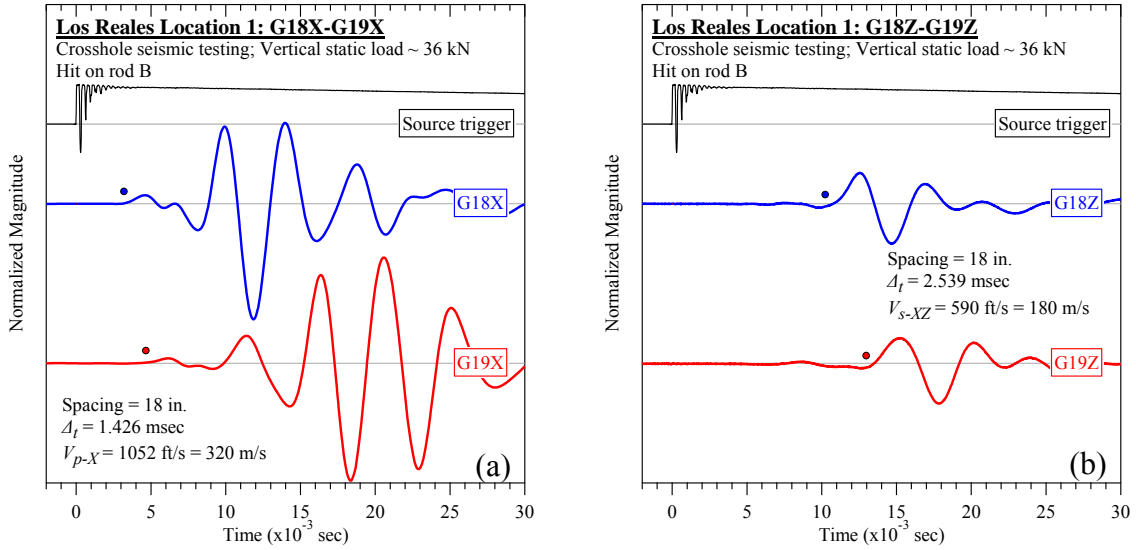 Los Reales Location 1: G18X-G19X
Crosshole seismic testing; Vertical static load ~ 36 kN
Hit on rod B
Source trigger
G18X
G19X
Spacing = 18 in.
Δt = 1.426 msec
Vp-X = 1052 ft/s = 320 m/s
(a)
Normalized Magnitude
0 5 10 15 20 25 30
Time (x10-3 sec)
Los Reales Location 1: G18Z-G19Z
Crosshole seismic testing; Vertical static load ~ 36 kN
Hit on rod B
Source trigger
G18Z
Spacing = 18 in.
Δt = 2.539 msec
Vs-XZ = 590 ft/s = 180 m/s
G19Z
(b)
Normalized Magnitude
0 5 10 15 20 25 30
Time (x10-3 sec)